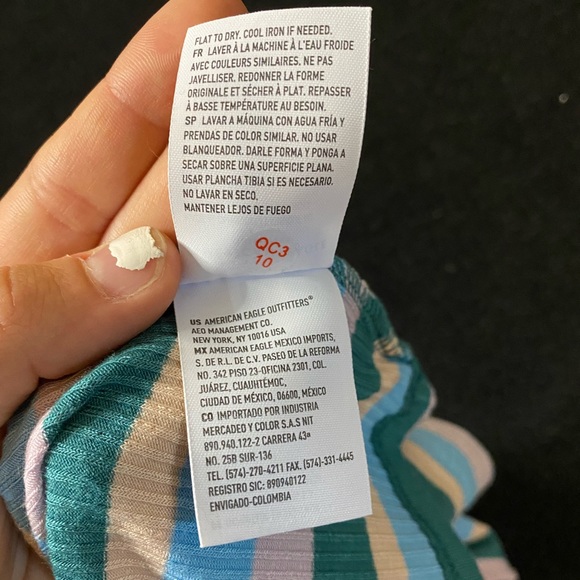 FLAT TO DRY. COOL IRON IF NEEDED.
FR LAVER À LA MACHINE À L'EAU FROIDE
AVEC COULEURS SIMILAIRES. NE PAS
JAVELLISER. REDONNER LA FORME
ORIGINALE ET SÉCHER À PLAT. REPASSER
À BASSE TEMPÉRATURE AU BESOIN.
SP LAVAR A MÁQUINA CON AGUA FRÍA Y
PRENDAS DE COLOR SIMILAR. NO USAR
BLANQUEADOR. DARLE FORMA Y PONGA A
SECAR SOBRE UNA SUPERFICIE PLANA.
USAR PLANCHA TIBIA SI ES NECESARIO.
NO LAVAR EN SECO.
MANTENER LEJOS DE FUEGO
QC3
10
US AMERICAN EAGLE OUTFITTERS®
AEO MANAGEMENT CO.
NEW YORK, NY 10016 USA
MX AMERICAN EAGLE MEXICO IMPORTS,
S. DE R.L. DE C.V. PASEO DE LA REFORMA
NO. 342 PISO 23-OFICINA 2301, COL.
JUÁREZ, CUAUHTÉMOC,
CIUDAD DE MÉXICO, 06600, MÉXICO
CO IMPORTADO POR INDUSTRIA
MERCADEO Y COLOR S.A.S NIT
890.940.122-2 CARRERA 43ª
NO. 25B SUR-136
TEL. (574)-270-4211 FAX. (574)-331-4445
REGISTRO SIC: 890940122
ENVIGADO-COLOMBIA